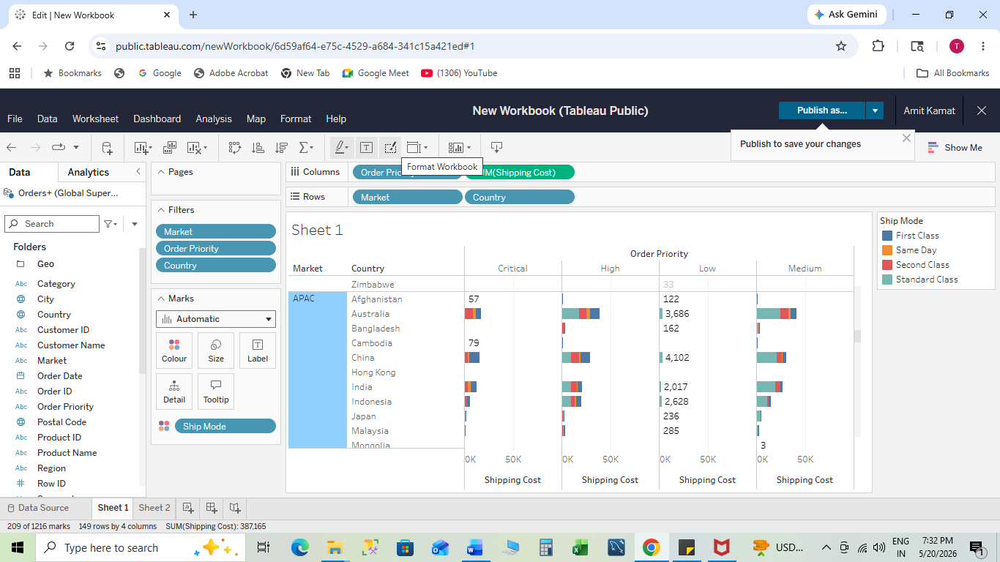 Edit | New Workbook
Ask Gemini
public.tableau.com/newWorkbook/6d59af64-e75c-4529-a684-341c15a421ed#1
T
Bookmarks
Google
Adobe Acrobat
New Tab
Google Meet
(1306) YouTube
All Bookmarks
File
Data
Worksheet
Dashboard
Analysis
Map
Format
Help
New Workbook (Tableau Public)
Publish as...
Amit Kamat
Publish to save your changes
Show Me
Format Workbook
Data
Analytics
Orders+ (Global Super...
Search
Folders
Geo
Abc Category
City
Country
Abc Customer ID
Abc Customer Name
Abc Market
Order Date
Abc Order ID
Abc Order Priority
Postal Code
Abc Product ID
Abc Product Name
Abc Region
# Row ID
Pages
Filters
Market
Order Priority
Country
Marks
Automatic
Colour
Size
Label
Detail
Tooltip
Ship Mode
Columns
SUM(Shipping Cost)
Rows
Market
Country
Sheet 1
Order Priority
Market Country Critical High Low Medium
Zimbabwe 33
APAC Afghanistan 57 122
Australia 3,686
Bangladesh 162
Cambodia 79
China 4,102
Hong Kong
India 2,017
Indonesia 2,628
Japan 236
Malaysia 285
Mongolia 3
0K 50K 0K 50K 0K 50K 0K 50K
Shipping Cost Shipping Cost Shipping Cost Shipping Cost
Ship Mode
First Class
Same Day
Second Class
Standard Class
Data Source
Sheet 1
Sheet 2
209 of 1216 marks 149 rows by 4 columns SUM(Shipping Cost): 387,165
Type here to search
USD...
ENG
IN
7:32 PM
5/20/2026
1